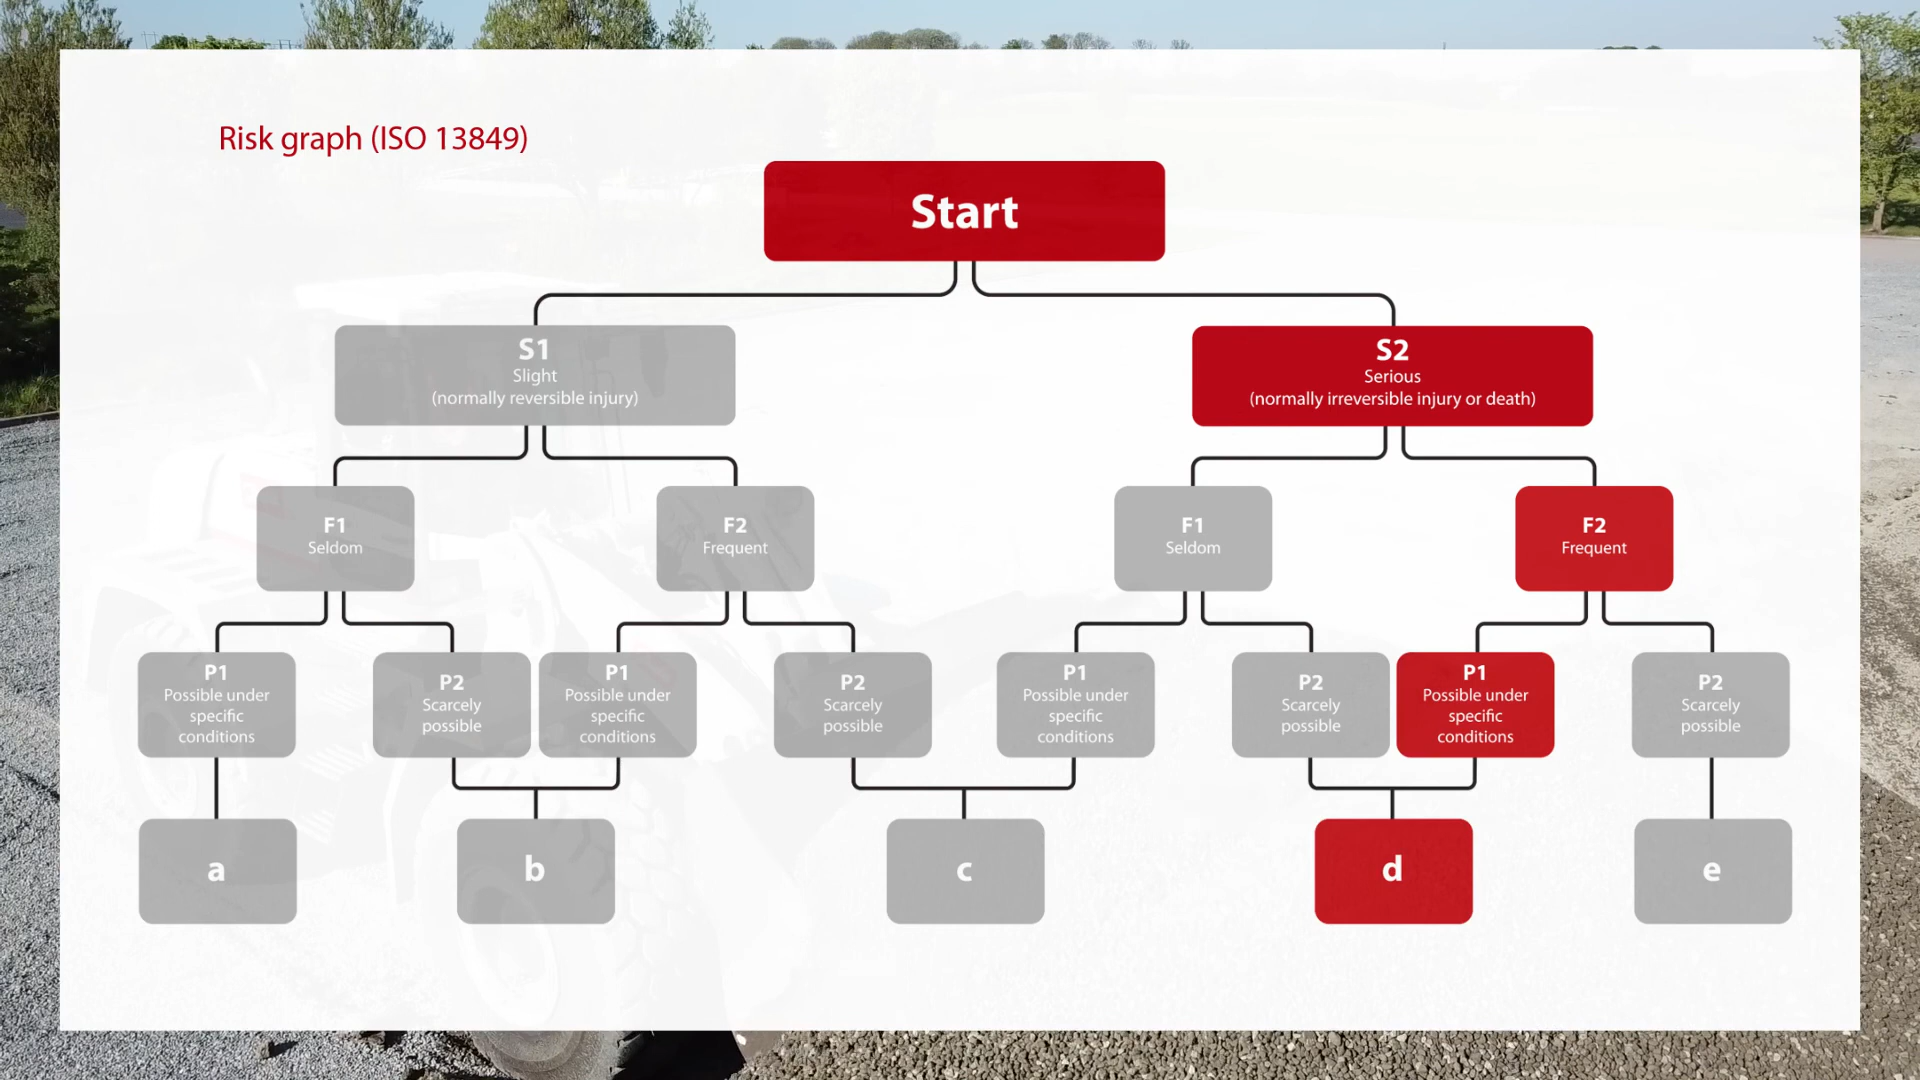 Risk graph (ISO 13849)
Start
S1
Slight
(normally reversible injury)
S2
Serious
(normally irreversible injury or death)
F1
Seldom
F2
Frequent
F1
Seldom
F2
Frequent
P1
Possible under
specific
conditions
P2
Scarcely
possible
P1
Possible under
specific
conditions
P2
Scarcely
possible
P1
Possible under
specific
conditions
P2
Scarcely
possible
P1
Possible under
specific
conditions
P2
Scarcely
possible
a
b
c
d
e